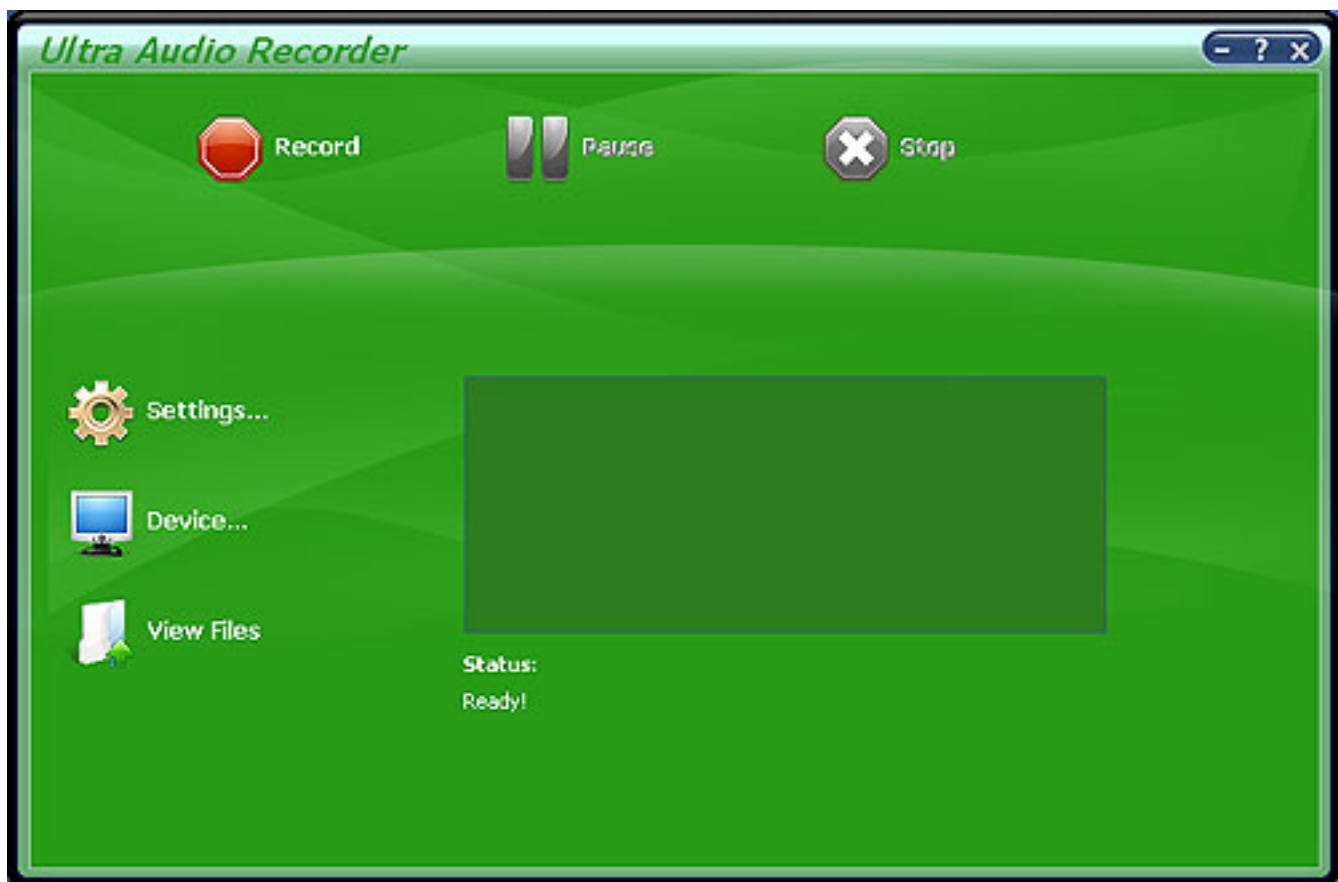 Ultra Audio Recorder
- ? x
Record
Pause
Stop
Settings...
Device...
View Files
Status:
Ready!